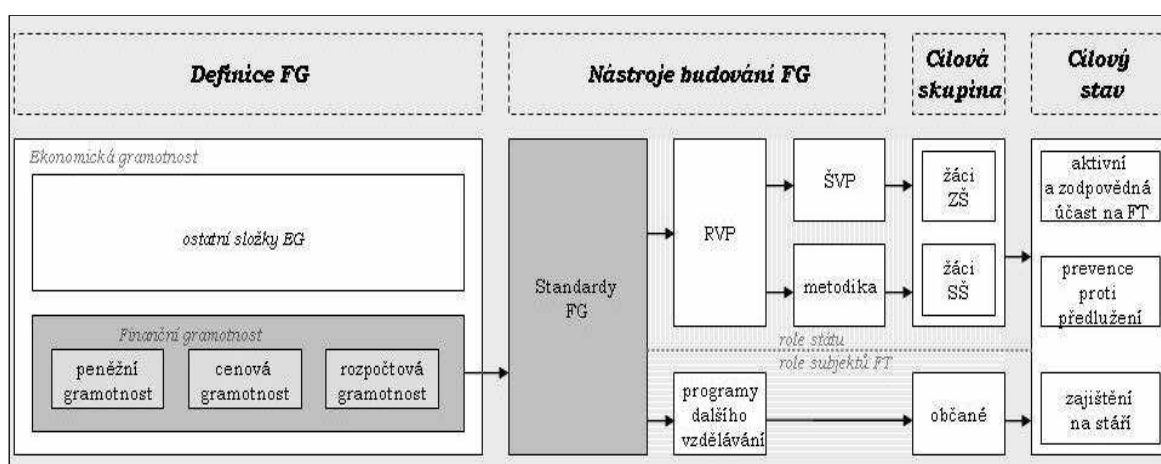 Definice FG
Nástroje budování FG
Cílová
skupina
Cílový
stav
Ekonomická gramotnost
ostatní složky EG
Finanční gramotnost
peněžní
gramotnost
cenová
gramotnost
rozpočtová
gramotnost
Standardy
FG
RVP
ŠVP
metodika
role státu
role subjektů FT
programy
dalšího
vzdělávání
žáci
ZŠ
žáci
SŠ
občané
aktivní
a zodpovědná
účast na FT
prevence
proti
předlužení
zajištění
na stáří